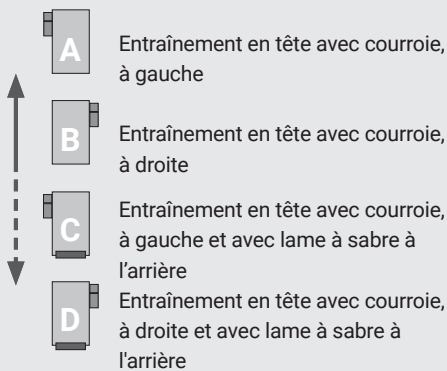 A
Entraînement en tête avec courroie,
à gauche
B
Entraînement en tête avec courroie,
à droite
C
Entraînement en tête avec courroie,
à gauche et avec lame à sabre à
l’arrière
D
Entraînement en tête avec courroie,
à droite et avec lame à sabre à
l'arrière